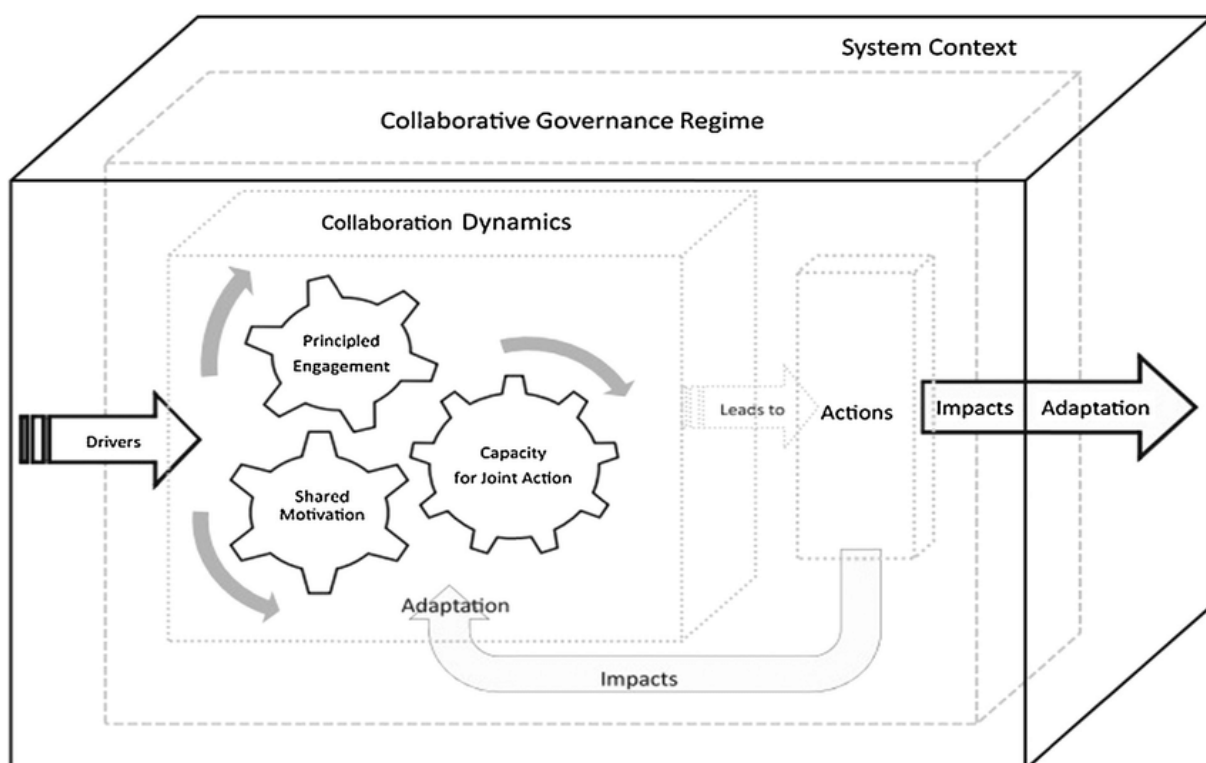 System Context
Collaborative Governance Regime
Collaboration Dynamics
Principled
Engagement
Drivers
Shared
Motivation
Capacity
for Joint Action
Leads to
Actions
Impacts
Adaptation
Adaptation
Impacts